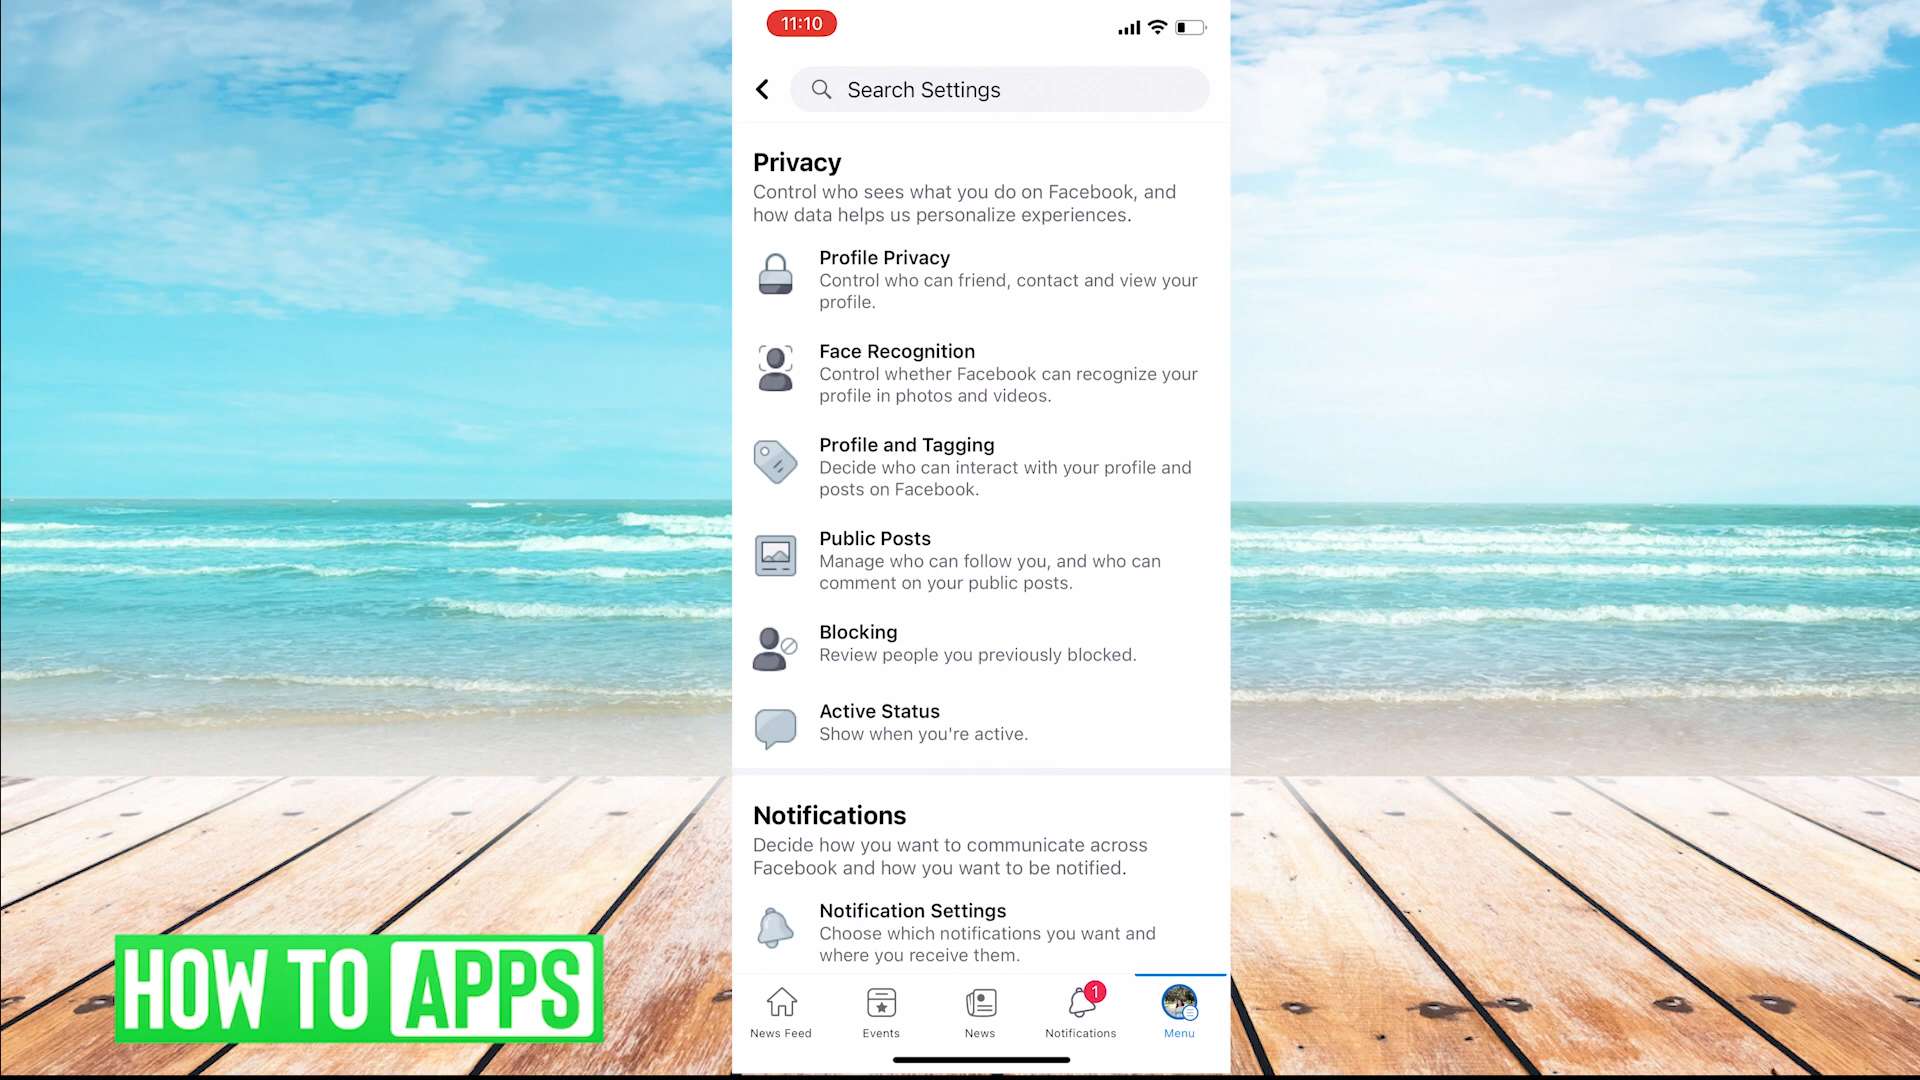 11:10
Search Settings
Privacy
Control who sees what you do on Facebook, and
how data helps us personalize experiences.
Profile Privacy
Control who can friend, contact and view your
profile.
Face Recognition
Control whether Facebook can recognize your
profile in photos and videos.
Profile and Tagging
Decide who can interact with your profile and
posts on Facebook.
Public Posts
Manage who can follow you, and who can
comment on your public posts.
Blocking
Review people you previously blocked.
Active Status
Show when you're active.
Notifications
Decide how you want to communicate across
Facebook and how you want to be notified.
Notification Settings
Choose which notifications you want and
where you receive them.
1
News Feed Events News Notifications Menu
HOW TO APPS